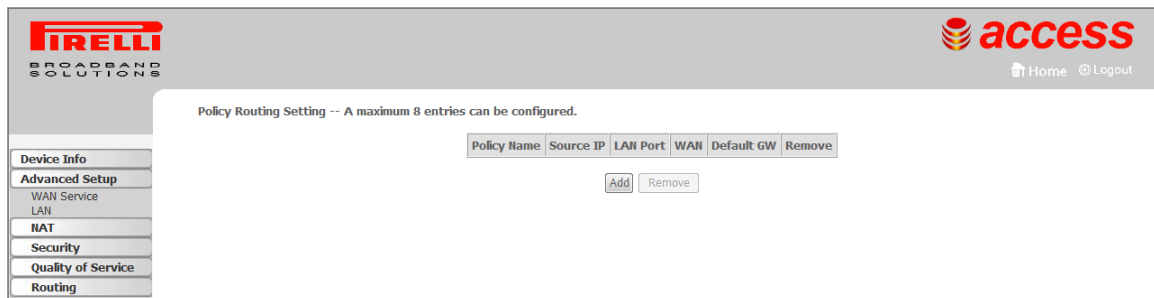 PIRELLI
BROADBAND
SOLUTIONS
access
Home Logout
Policy Routing Setting -- A maximum 8 entries can be configured.
Policy Name Source IP LAN Port WAN Default GW Remove
Add Remove
Device Info
Advanced Setup
WAN Service
LAN
NAT
Security
Quality of Service
Routing